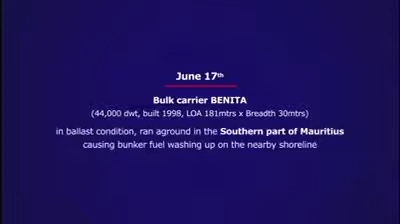 June 17th
Bulk carrier BENITA
(44,000 dwt, built 1998, LOA 181mtrs x Breadth 30mtrs)
in ballast condition, ran aground in the Southern part of Mauritius
causing bunker fuel washing up on the nearby shoreline